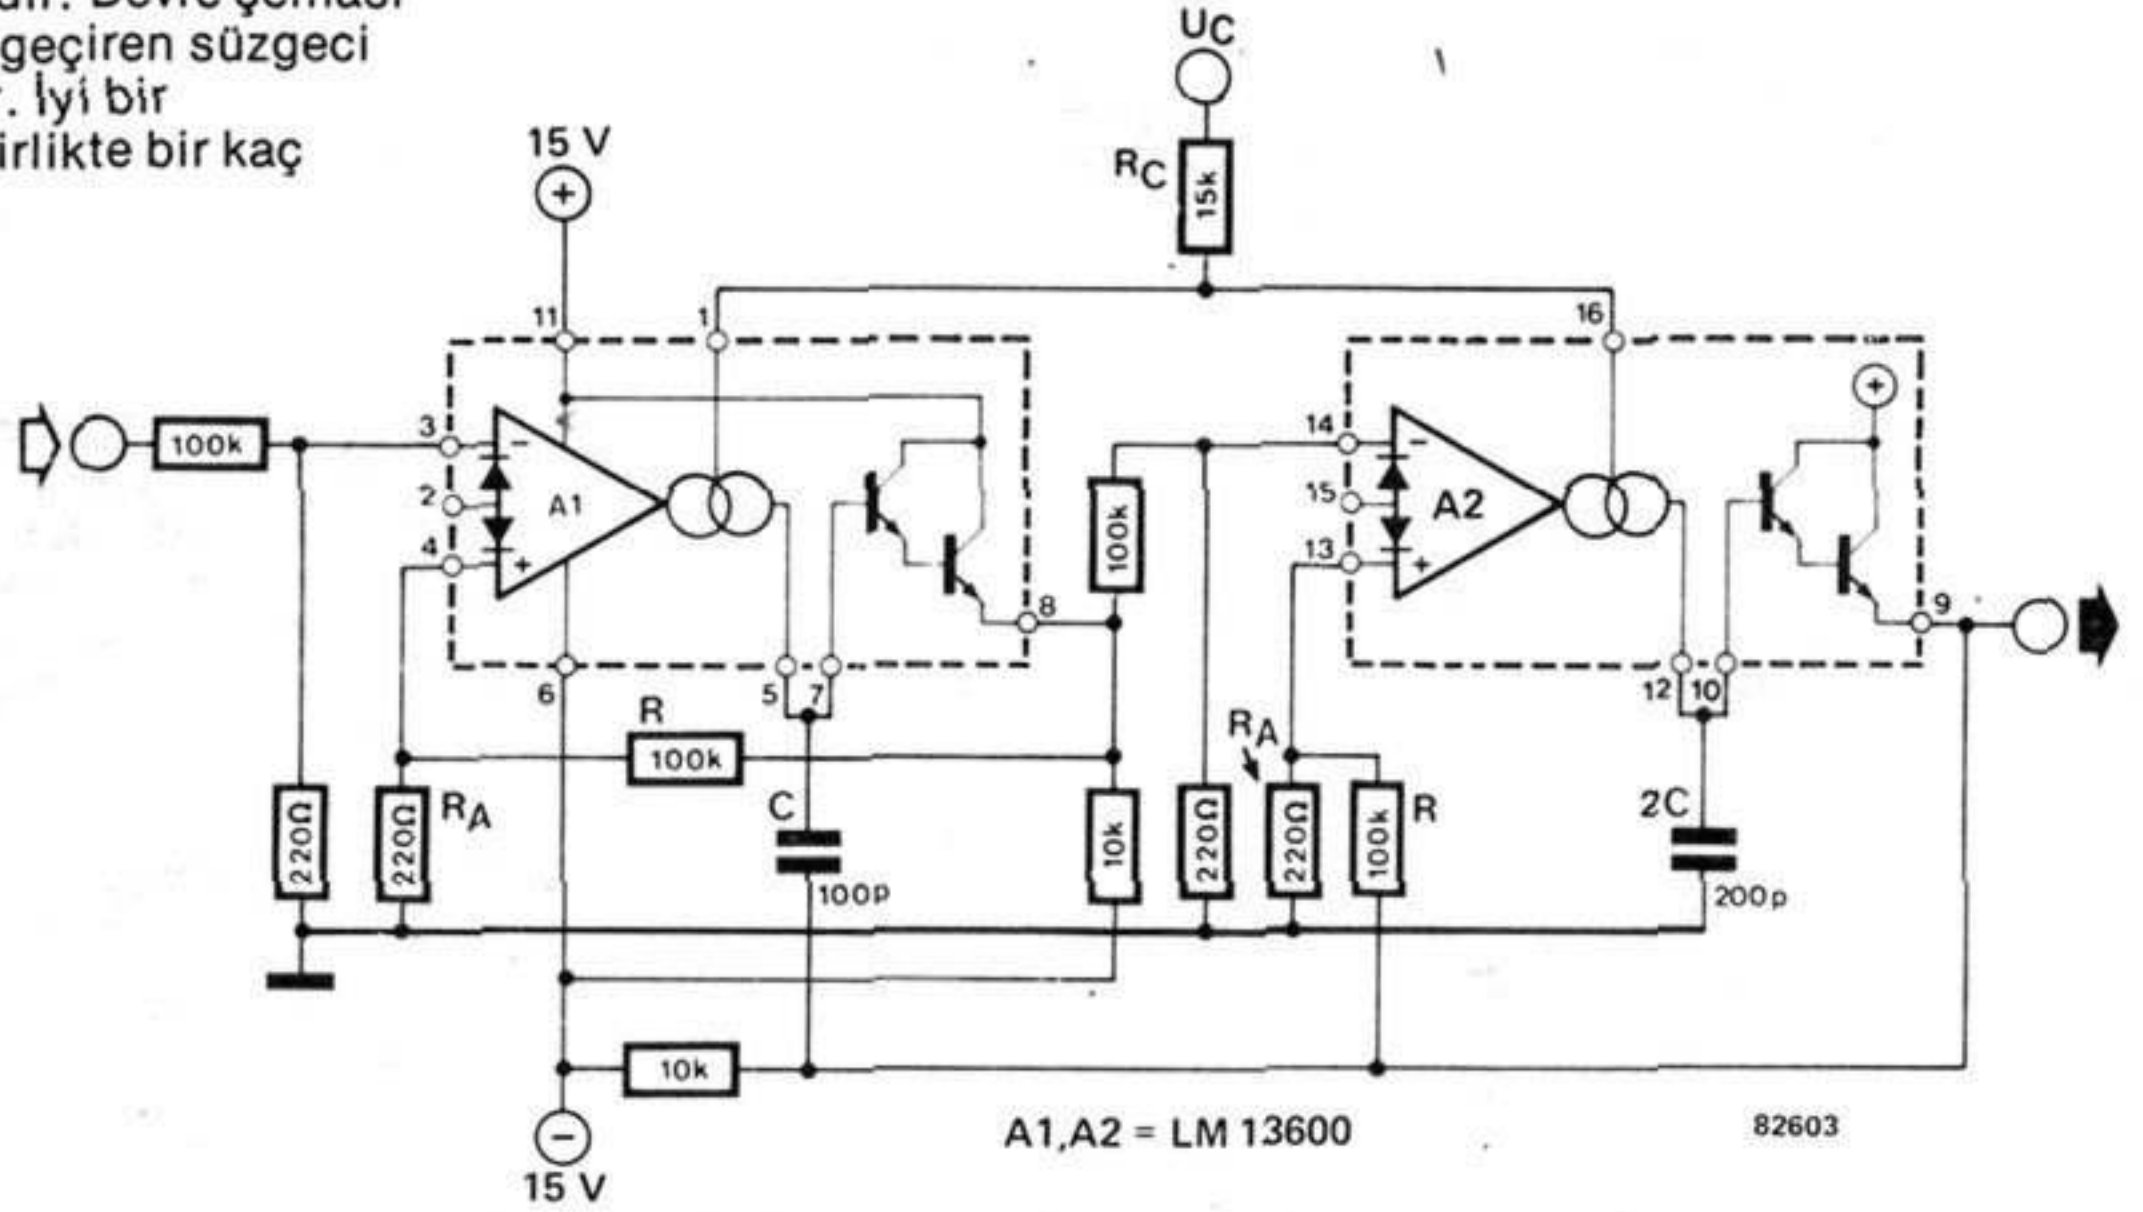 geçiren süzgeci
İyi bir
birlikte bir kaç
UC
15 V
RC
15k
11
1
16
3
100k
2
4
A1
−
+
14
15
13
A2
−
+
+
100k
8
9
6
5
7
12
10
R
100k
RA
220Ω
220Ω
RA
C
100p
10k
220Ω
220Ω
100k
R
2C
200p
10k
A1,A2 = LM 13600
82603
15 V